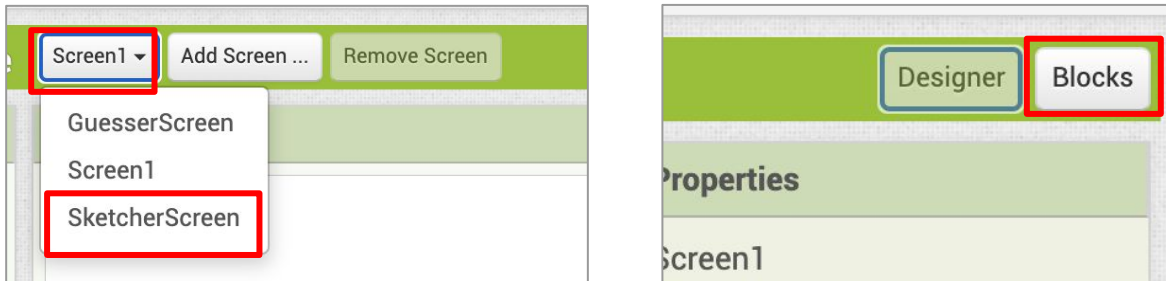 Screen1 Add Screen ... Remove Screen
GuesserScreen
Screen1
SketcherScreen
Designer Blocks
Properties
Screen1